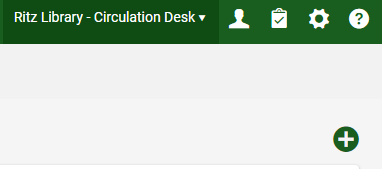 Ritz Library - Circulation Desk ▾